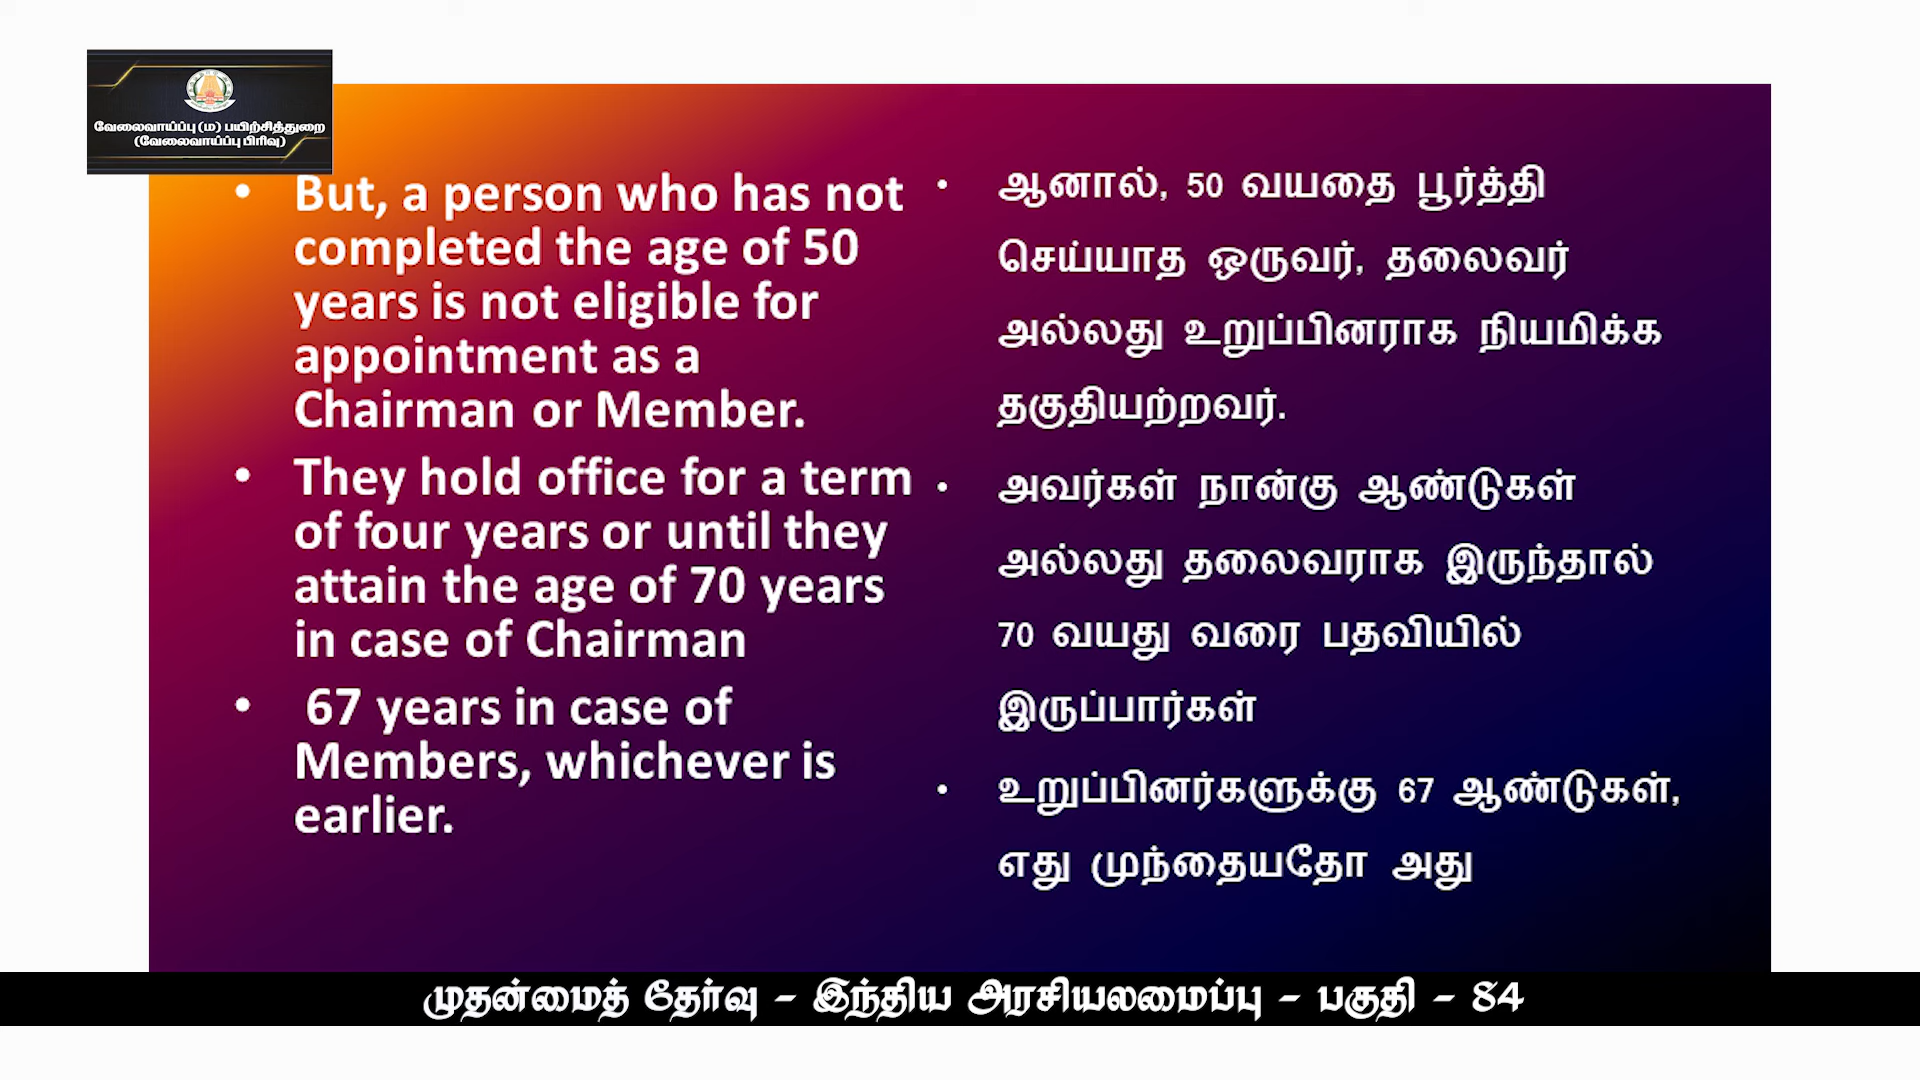 வேலைவாய்ப்பு (ம) பயிற்சித்துறை
(வேலைவாய்ப்பு பிரிவு)
• But, a person who has not
completed the age of 50
years is not eligible for
appointment as a
Chairman or Member.
• They hold office for a term
of four years or until they
attain the age of 70 years
in case of Chairman
• 67 years in case of
Members, whichever is
earlier.
• ஆனால், 50 வயதை பூர்த்தி
செய்யாத ஒருவர், தலைவர்
அல்லது உறுப்பினராக நியமிக்க
தகுதியற்றவர்.
• அவர்கள் நான்கு ஆண்டுகள்
அல்லது தலைவராக இருந்தால்
70 வயது வரை பதவியில்
இருப்பார்கள்
• உறுப்பினர்களுக்கு 67 ஆண்டுகள்,
எது முந்தையதோ அது
முதன்மைத் தேர்வு - இந்திய அரசியலமைப்பு - பகுதி - 84